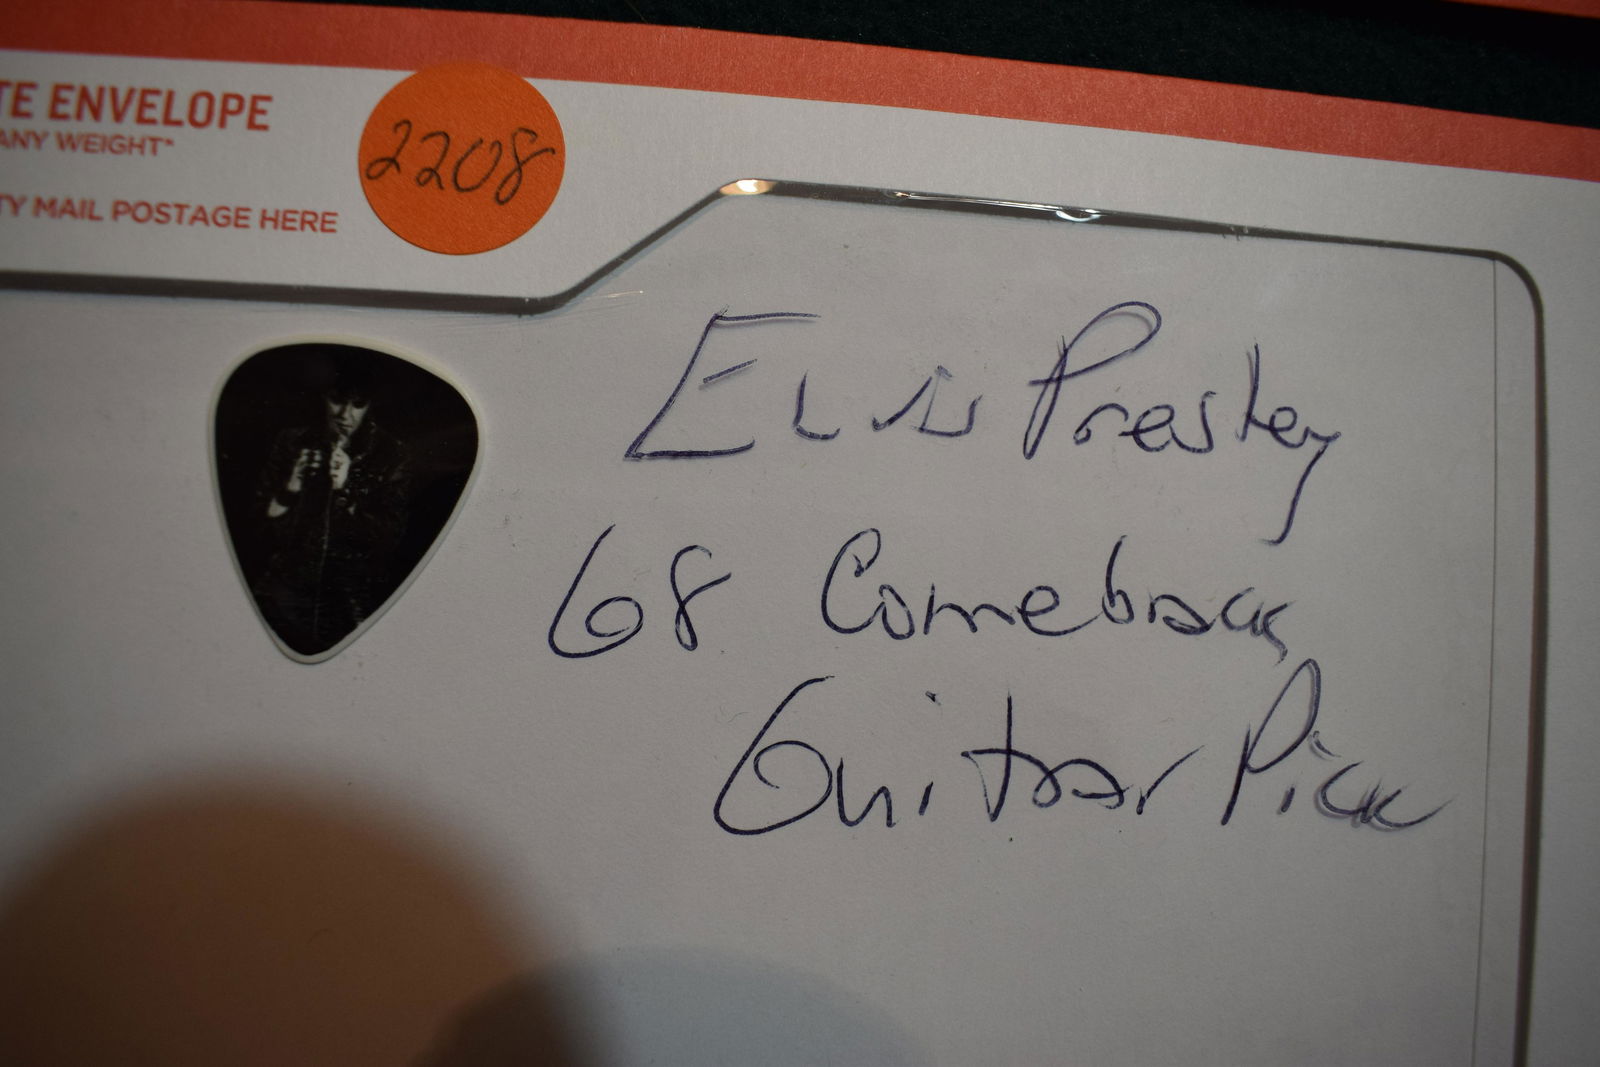 TE ENVELOPE
ANY WEIGHT*
TY MAIL POSTAGE HERE
2208
Elvis Presley
68 Comeback
Guitar Pick